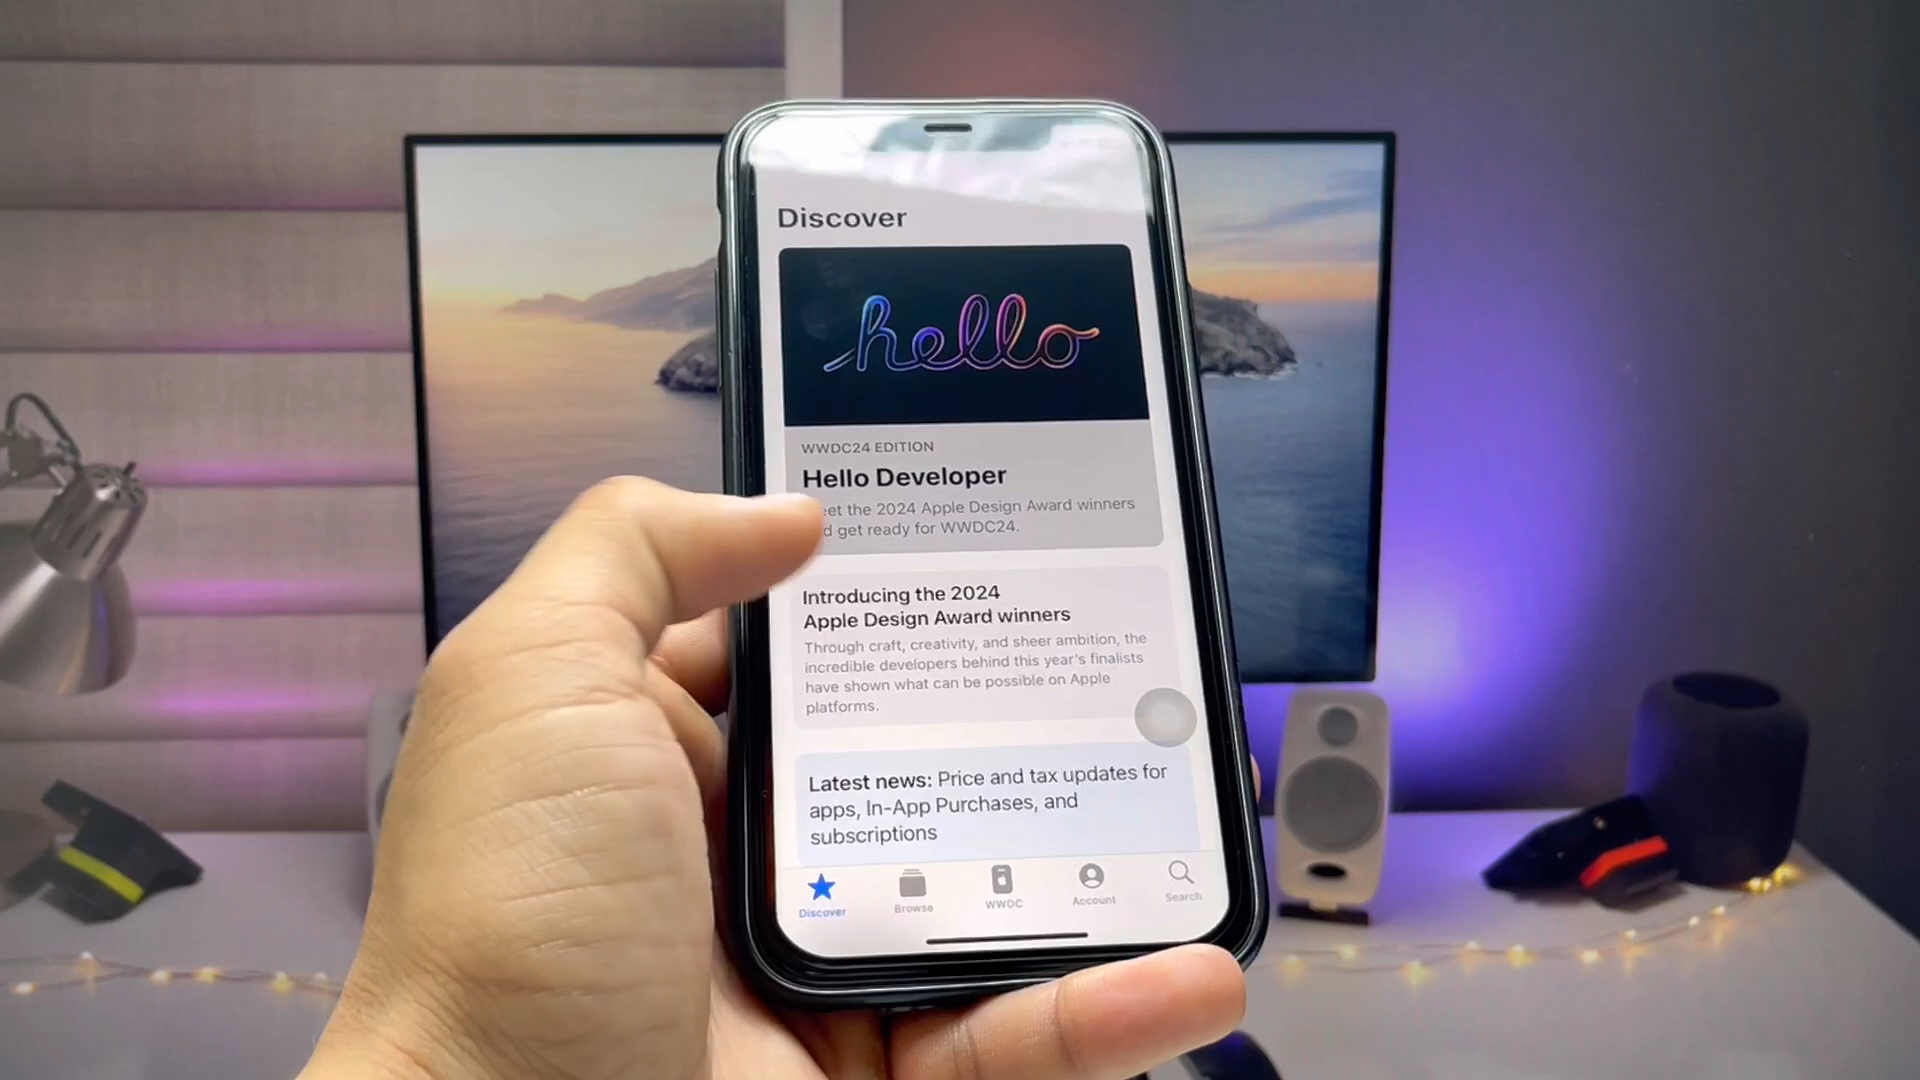 Discover
hello
WWDC24 EDITION
Hello Developer
eet the 2024 Apple Design Award winners
d get ready for WWDC24.
Introducing the 2024
Apple Design Award winners
Through craft, creativity, and sheer ambition, the
incredible developers behind this year's finalists
have shown what can be possible on Apple
platforms.
Latest news: Price and tax updates for
apps, In-App Purchases, and
subscriptions
Discover
Browse
WWDC
Account
Search